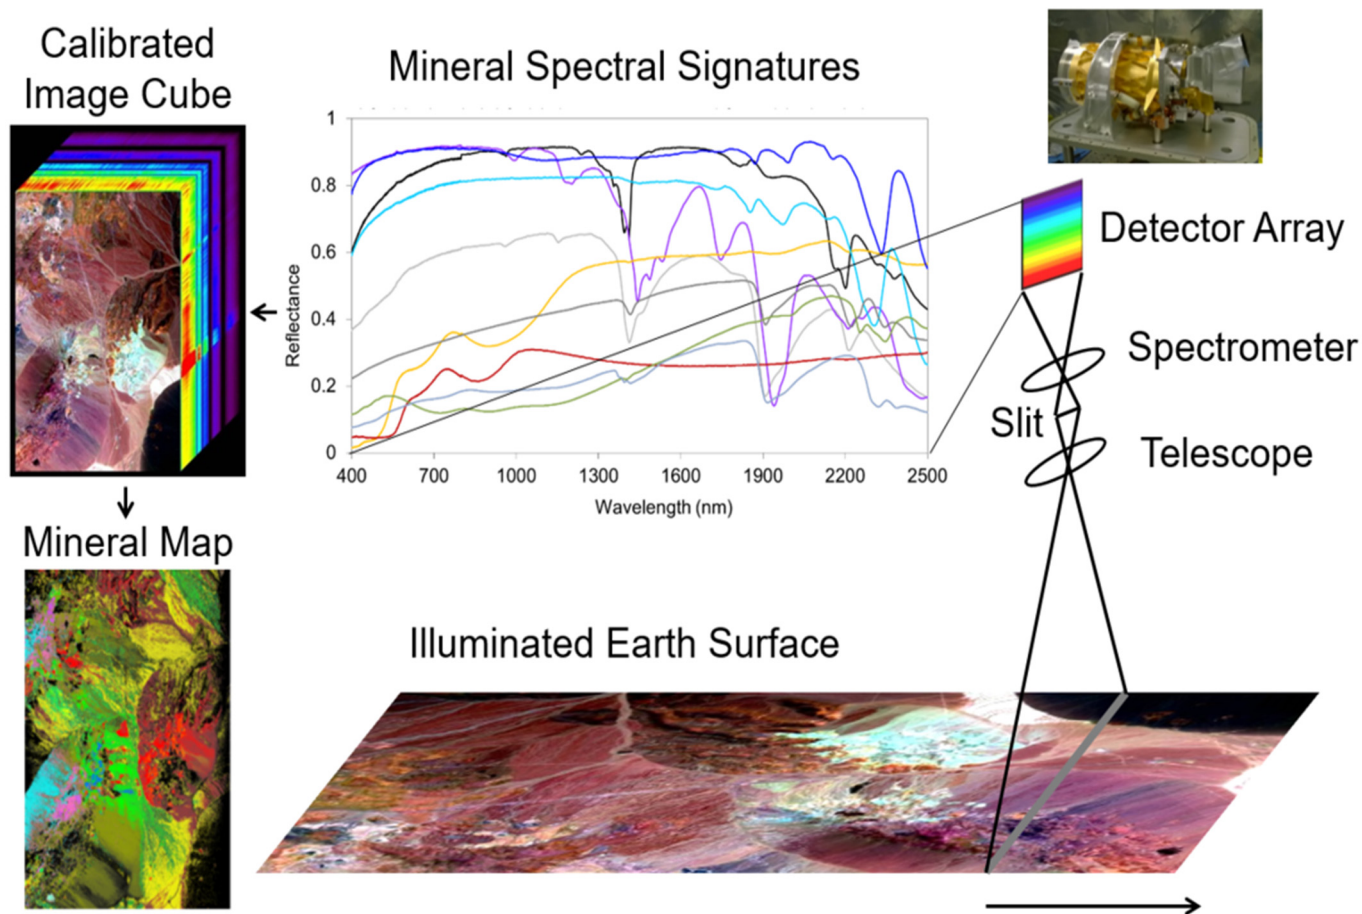 Calibrated
Image Cube
Mineral Spectral Signatures
1
0.8
0.6
0.4
0.2
0
Reflectance
400 700 1000 1300 1600 1900 2200 2500
Wavelength (nm)
Detector Array
Spectrometer
Slit
Telescope
Mineral Map
Illuminated Earth Surface